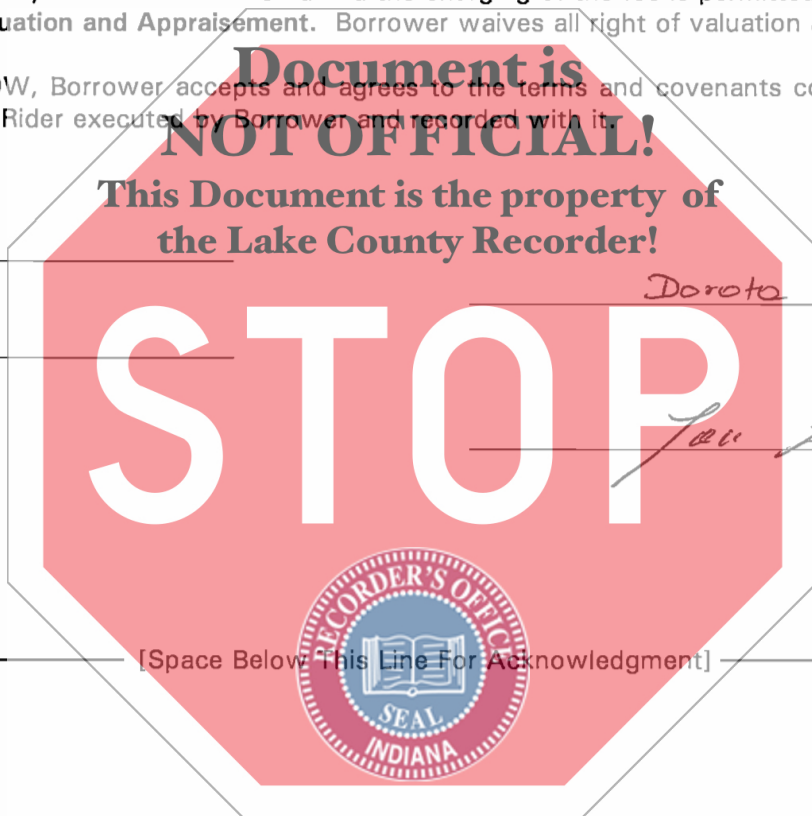 uation and Appraisement. Borrower waives all right of valuation
Document is
W, Borrower accepts and agrees to the terms and covenants co
Rider executed by Borrower and recorded with it.
NOT OFFICIAL!
This Document is the property of
the Lake County Recorder!
Dorota
STOP
Jan
RECORDER'S OFFICE
[Space Below This Line For Acknowledgment]
SEAL
INDIANA